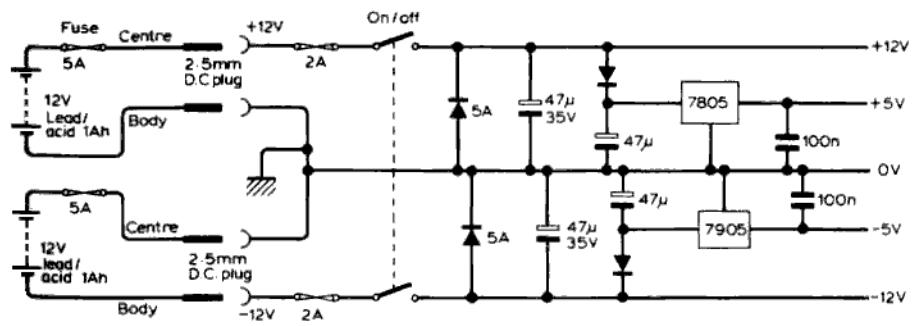 On/off
Fuse
Centre
+12V
+12V
5A
2·5mm
D.C plug
2A
12V
Lead/
acid 1Ah
Body
5A
47μ
35V
7805
+5V
47μ
100n
0V
5A
Centre
47μ
100n
12V
lead/
acid 1Ah
2·5mm
D.C. plug
5A
47μ
35V
7905
-5V
Body
-12V
2A
-12V